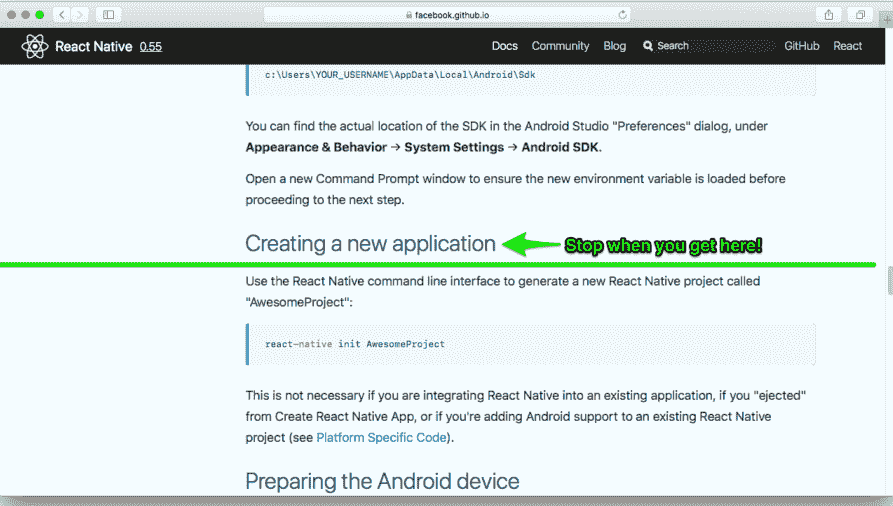 facebook.github.io
React Native 0.55 Docs Community Blog Search GitHub React
c:\Users\YOUR_USERNAME\AppData\Local\Android\Sdk
You can find the actual location of the SDK in the Android Studio "Preferences" dialog, under
Appearance & Behavior → System Settings → Android SDK.
Open a new Command Prompt window to ensure the new environment variable is loaded before
proceeding to the next step.
Creating a new application Stop when you get here!
Use the React Native command line interface to generate a new React Native project called
"AwesomeProject":
react-native init AwesomeProject
This is not necessary if you are integrating React Native into an existing application, if you "ejected"
from Create React Native App, or if you're adding Android support to an existing React Native
project (see Platform Specific Code).
Preparing the Android device